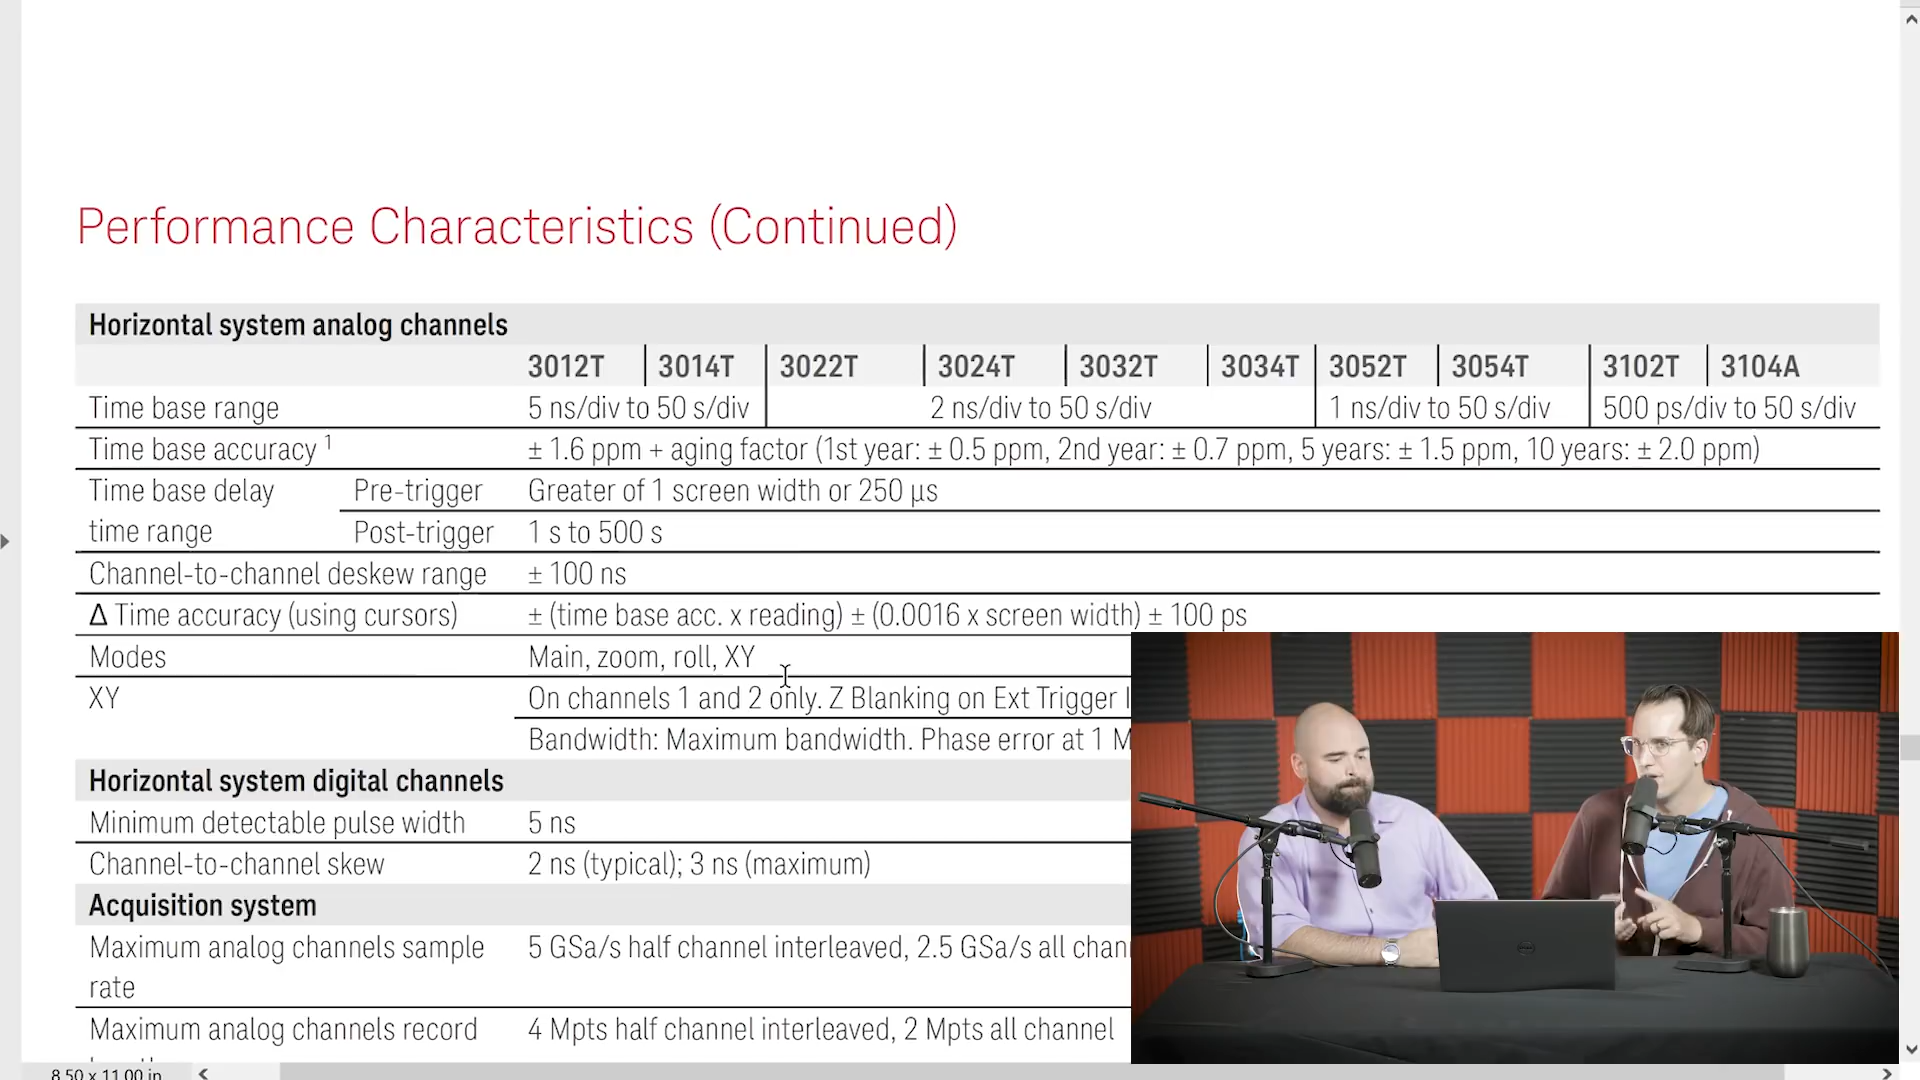 Performance Characteristics (Continued)
Horizontal system analog channels
3012T 3014T 3022T 3024T 3032T 3034T 3052T 3054T 3102T 3104A
Time base range 5 ns/div to 50 s/div 2 ns/div to 50 s/div 1 ns/div to 50 s/div 500 ps/div to 50 s/div
Time base accuracy 1 ± 1.6 ppm + aging factor (1st year: ± 0.5 ppm, 2nd year: ± 0.7 ppm, 5 years: ± 1.5 ppm, 10 years: ± 2.0 ppm)
Time base delay Pre-trigger Greater of 1 screen width or 250 µs
time range Post-trigger 1 s to 500 s
Channel-to-channel deskew range ± 100 ns
Δ Time accuracy (using cursors) ± (time base acc. x reading) ± (0.0016 x screen width) ± 100 ps
Modes Main, zoom, roll, XY
XY On channels 1 and 2 only. Z Blanking on Ext Trigger
Bandwidth: Maximum bandwidth. Phase error at 1
Horizontal system digital channels
Minimum detectable pulse width 5 ns
Channel-to-channel skew 2 ns (typical); 3 ns (maximum)
Acquisition system
Maximum analog channels sample 5 GSa/s half channel interleaved, 2.5 GSa/s all
rate
Maximum analog channels record 4 Mpts half channel interleaved, 2 Mpts all channel
8.50 x 11.00 in